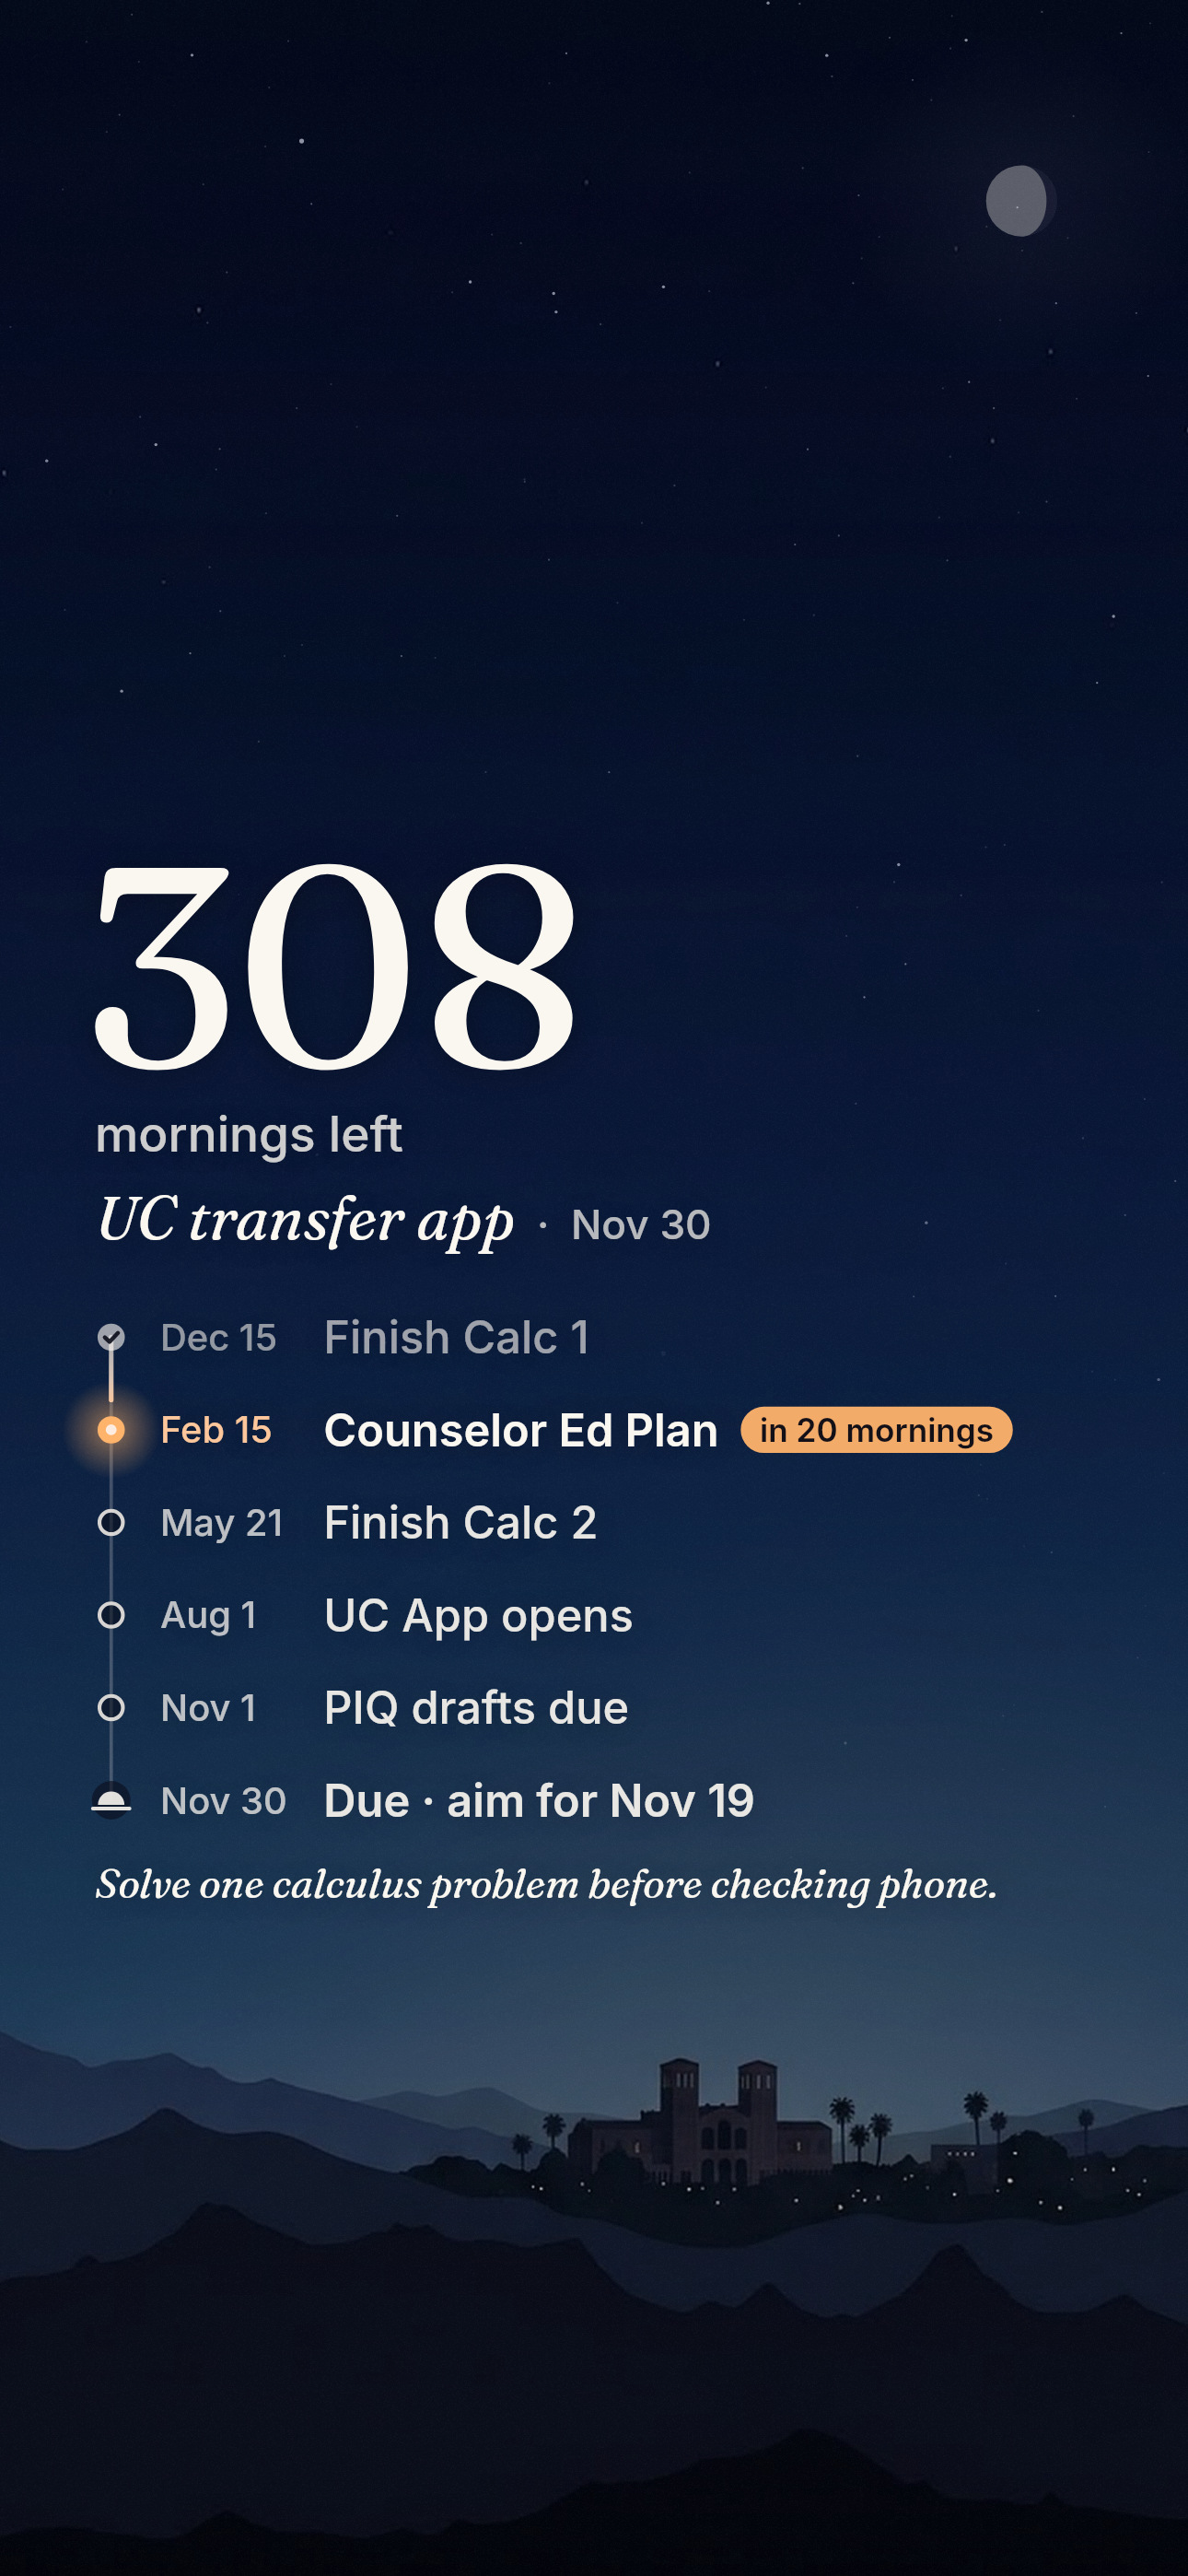 308
mornings left
UC transfer app · Nov 30
Dec 15 Finish Calc 1
Feb 15 Counselor Ed Plan in 20 mornings
May 21 Finish Calc 2
Aug 1 UC App opens
Nov 1 PIQ drafts due
Nov 30 Due · aim for Nov 19
Solve one calculus problem before checking phone.